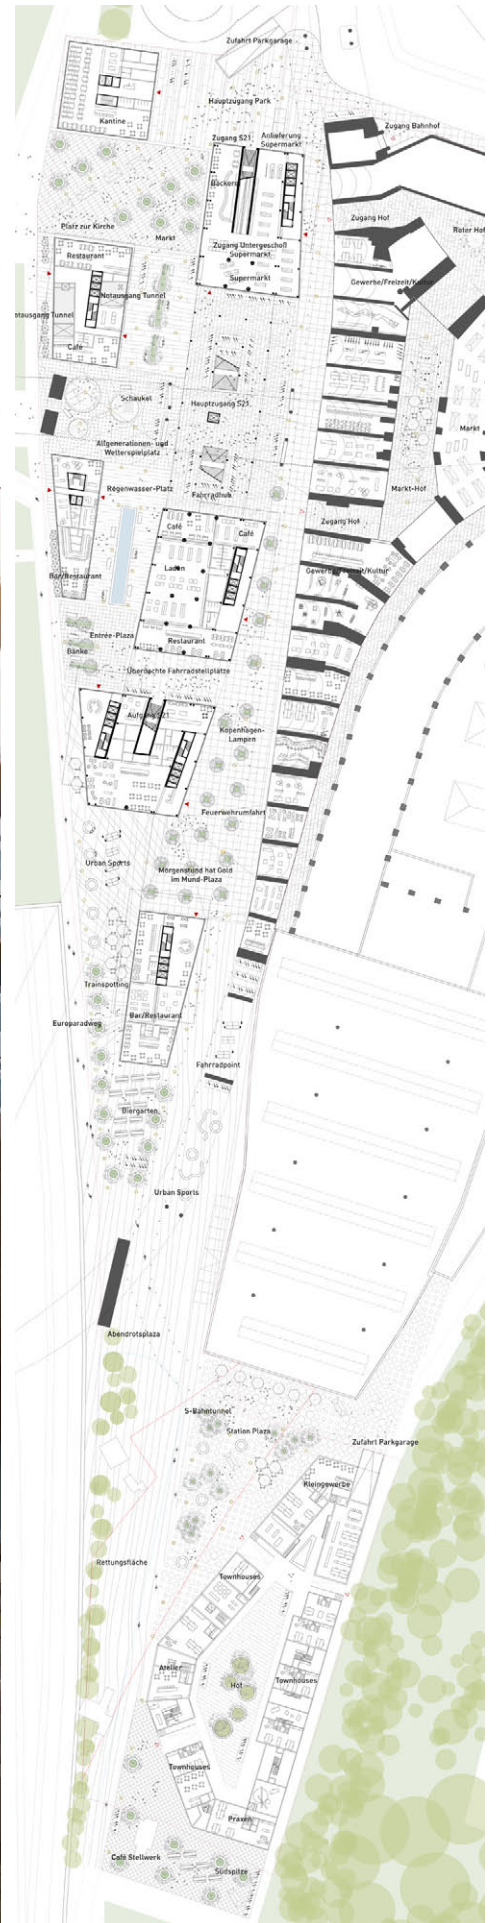 Zufahrt Parkgarage
Hauptzugang Park
Kantine
Zugang S21
Anlieferung
Supermarkt
Zugang Bahnhof
Bäckerei
Zugang Hof
Roter Hof
Platz zur Kirche
Markt
Zugang Untergeschoß
Supermarkt
Supermarkt
Restaurant
Notausgang Tunnel
Gewerbe/Freizeit/Kultur
Notausgang Tunnel
Café
Schaukel
Hauptzugang S21
Markt
Allgenerationen- und
Wetterspielplatz
Regenwasser-Platz
Fahrradhub
Markt-Hof
Zugang Hof
Café
Café
Laden
Gewerbe/Freizeit/Kultur
Bar/Restaurant
Entrée-Plaza
Restaurant
Bänke
Überdachte Fahrradstellplätze
Aufgang S21
Kopenhagen-
Lampen
Feuerwehrumfahrt
Urban Sports
Morgenstund hat Gold
im Mund-Plaza
Trainspotting
Bar/Restaurant
Europaradweg
Fahrradpoint
Biergarten
Urban Sports
Abendrotsplaza
S-Bahntunnel
Station Plaza
Zufahrt Parkgarage
Kleingewerbe
Rettungsfläche
Townhouses
Atelier
Hof
Townhouses
Townhouses
Praxen
Café Stellwerk
Südspitze